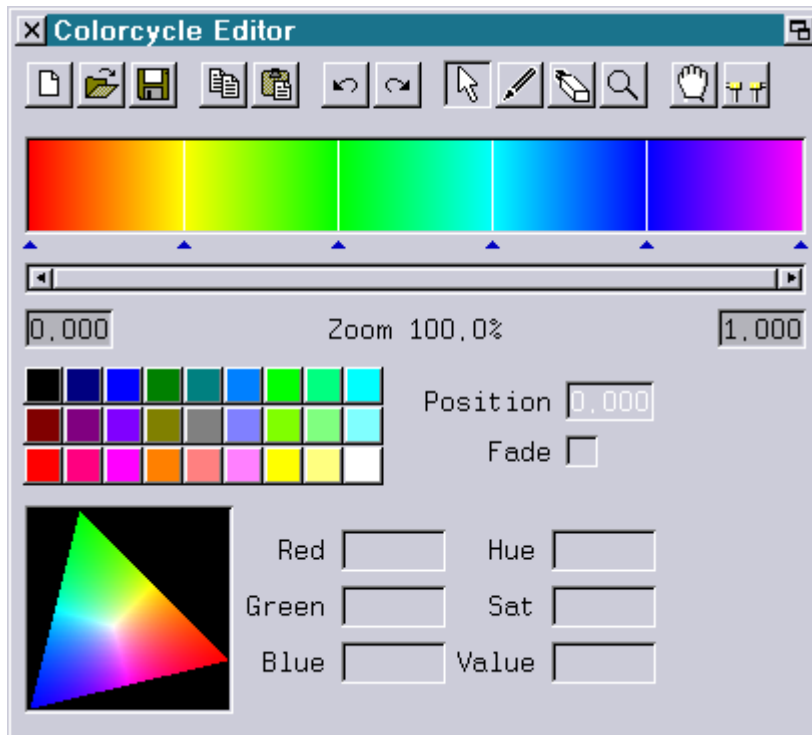 Colorcycle Editor
0,000 Zoom 100,0% 1,000
Position 0,000
Fade
Red Hue
Green Sat
Blue Value